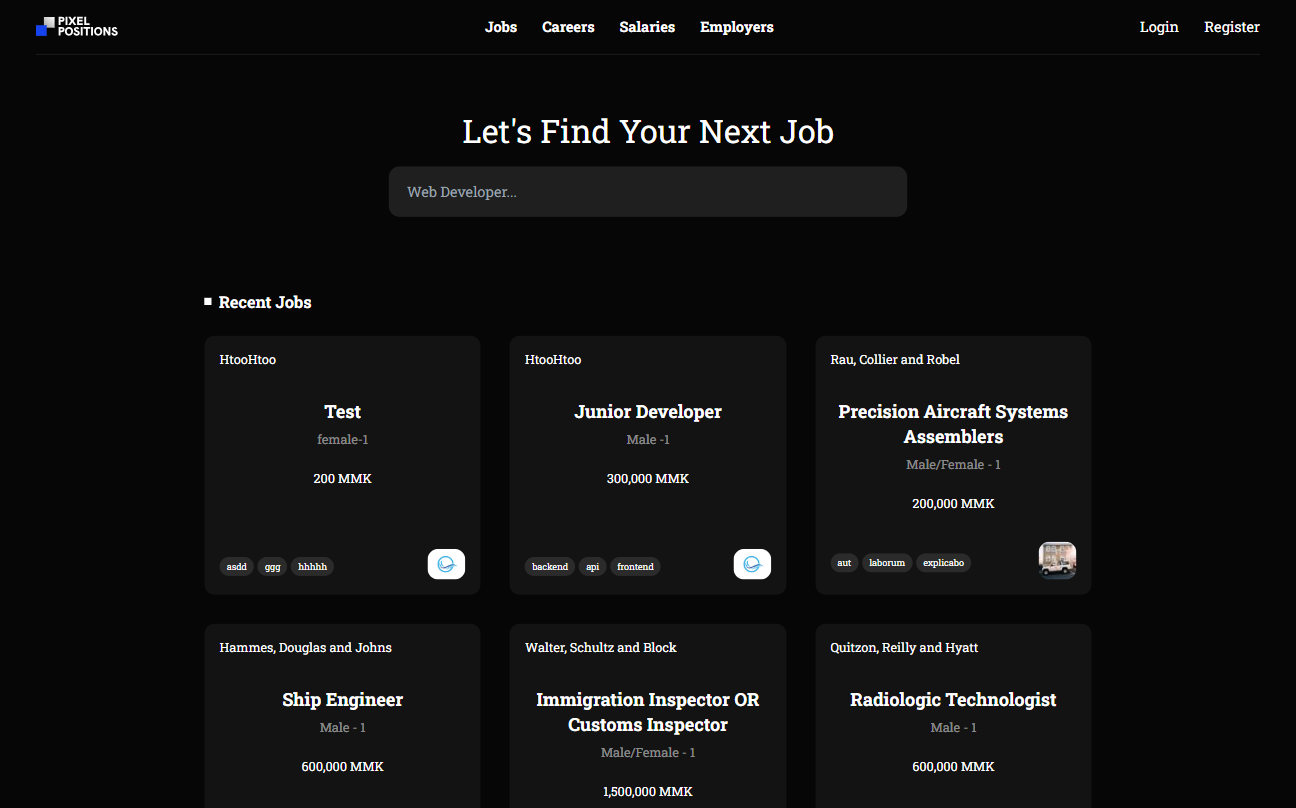 PIXEL
POSITIONS
Jobs Careers Salaries Employers
Login Register
Let's Find Your Next Job
Web Developer...
Recent Jobs
HtooHtoo
Test
female-1
200 MMK
asdd ggg hhhhh
HtooHtoo
Junior Developer
Male -1
300,000 MMK
backend api frontend
Rau, Collier and Robel
Precision Aircraft Systems
Assemblers
Male/Female - 1
200,000 MMK
aut laborum explicabo
Hammes, Douglas and Johns
Ship Engineer
Male - 1
600,000 MMK
Walter, Schultz and Block
Immigration Inspector OR
Customs Inspector
Male/Female - 1
1,500,000 MMK
Quitzon, Reilly and Hyatt
Radiologic Technologist
Male - 1
600,000 MMK